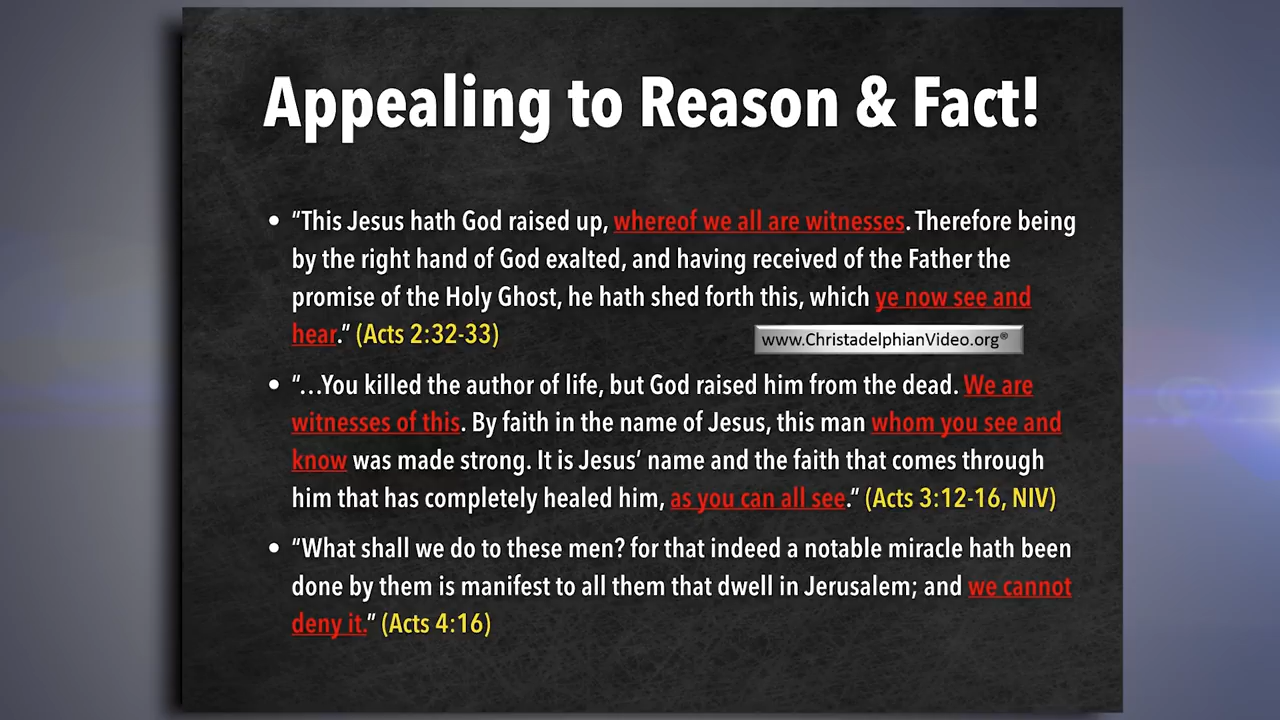 Appealing to Reason & Fact!
• “This Jesus hath God raised up, whereof we all are witnesses. Therefore being
by the right hand of God exalted, and having received of the Father the
promise of the Holy Ghost, he hath shed forth this, which ye now see and
hear.” (Acts 2:32-33)
www.ChristadelphianVideo.org®
• “…You killed the author of life, but God raised him from the dead. We are
witnesses of this. By faith in the name of Jesus, this man whom you see and
know was made strong. It is Jesus’ name and the faith that comes through
him that has completely healed him, as you can all see.” (Acts 3:12-16, NIV)
• “What shall we do to these men? for that indeed a notable miracle hath been
done by them is manifest to all them that dwell in Jerusalem; and we cannot
deny it.” (Acts 4:16)